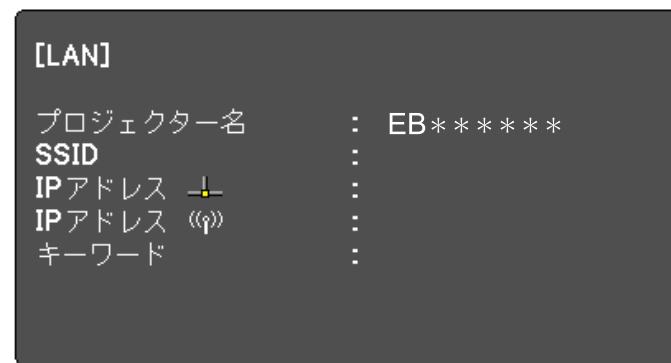 [LAN]
プロジェクター名 : EB******
SSID :
IPアドレス :
IPアドレス :
キーワード :